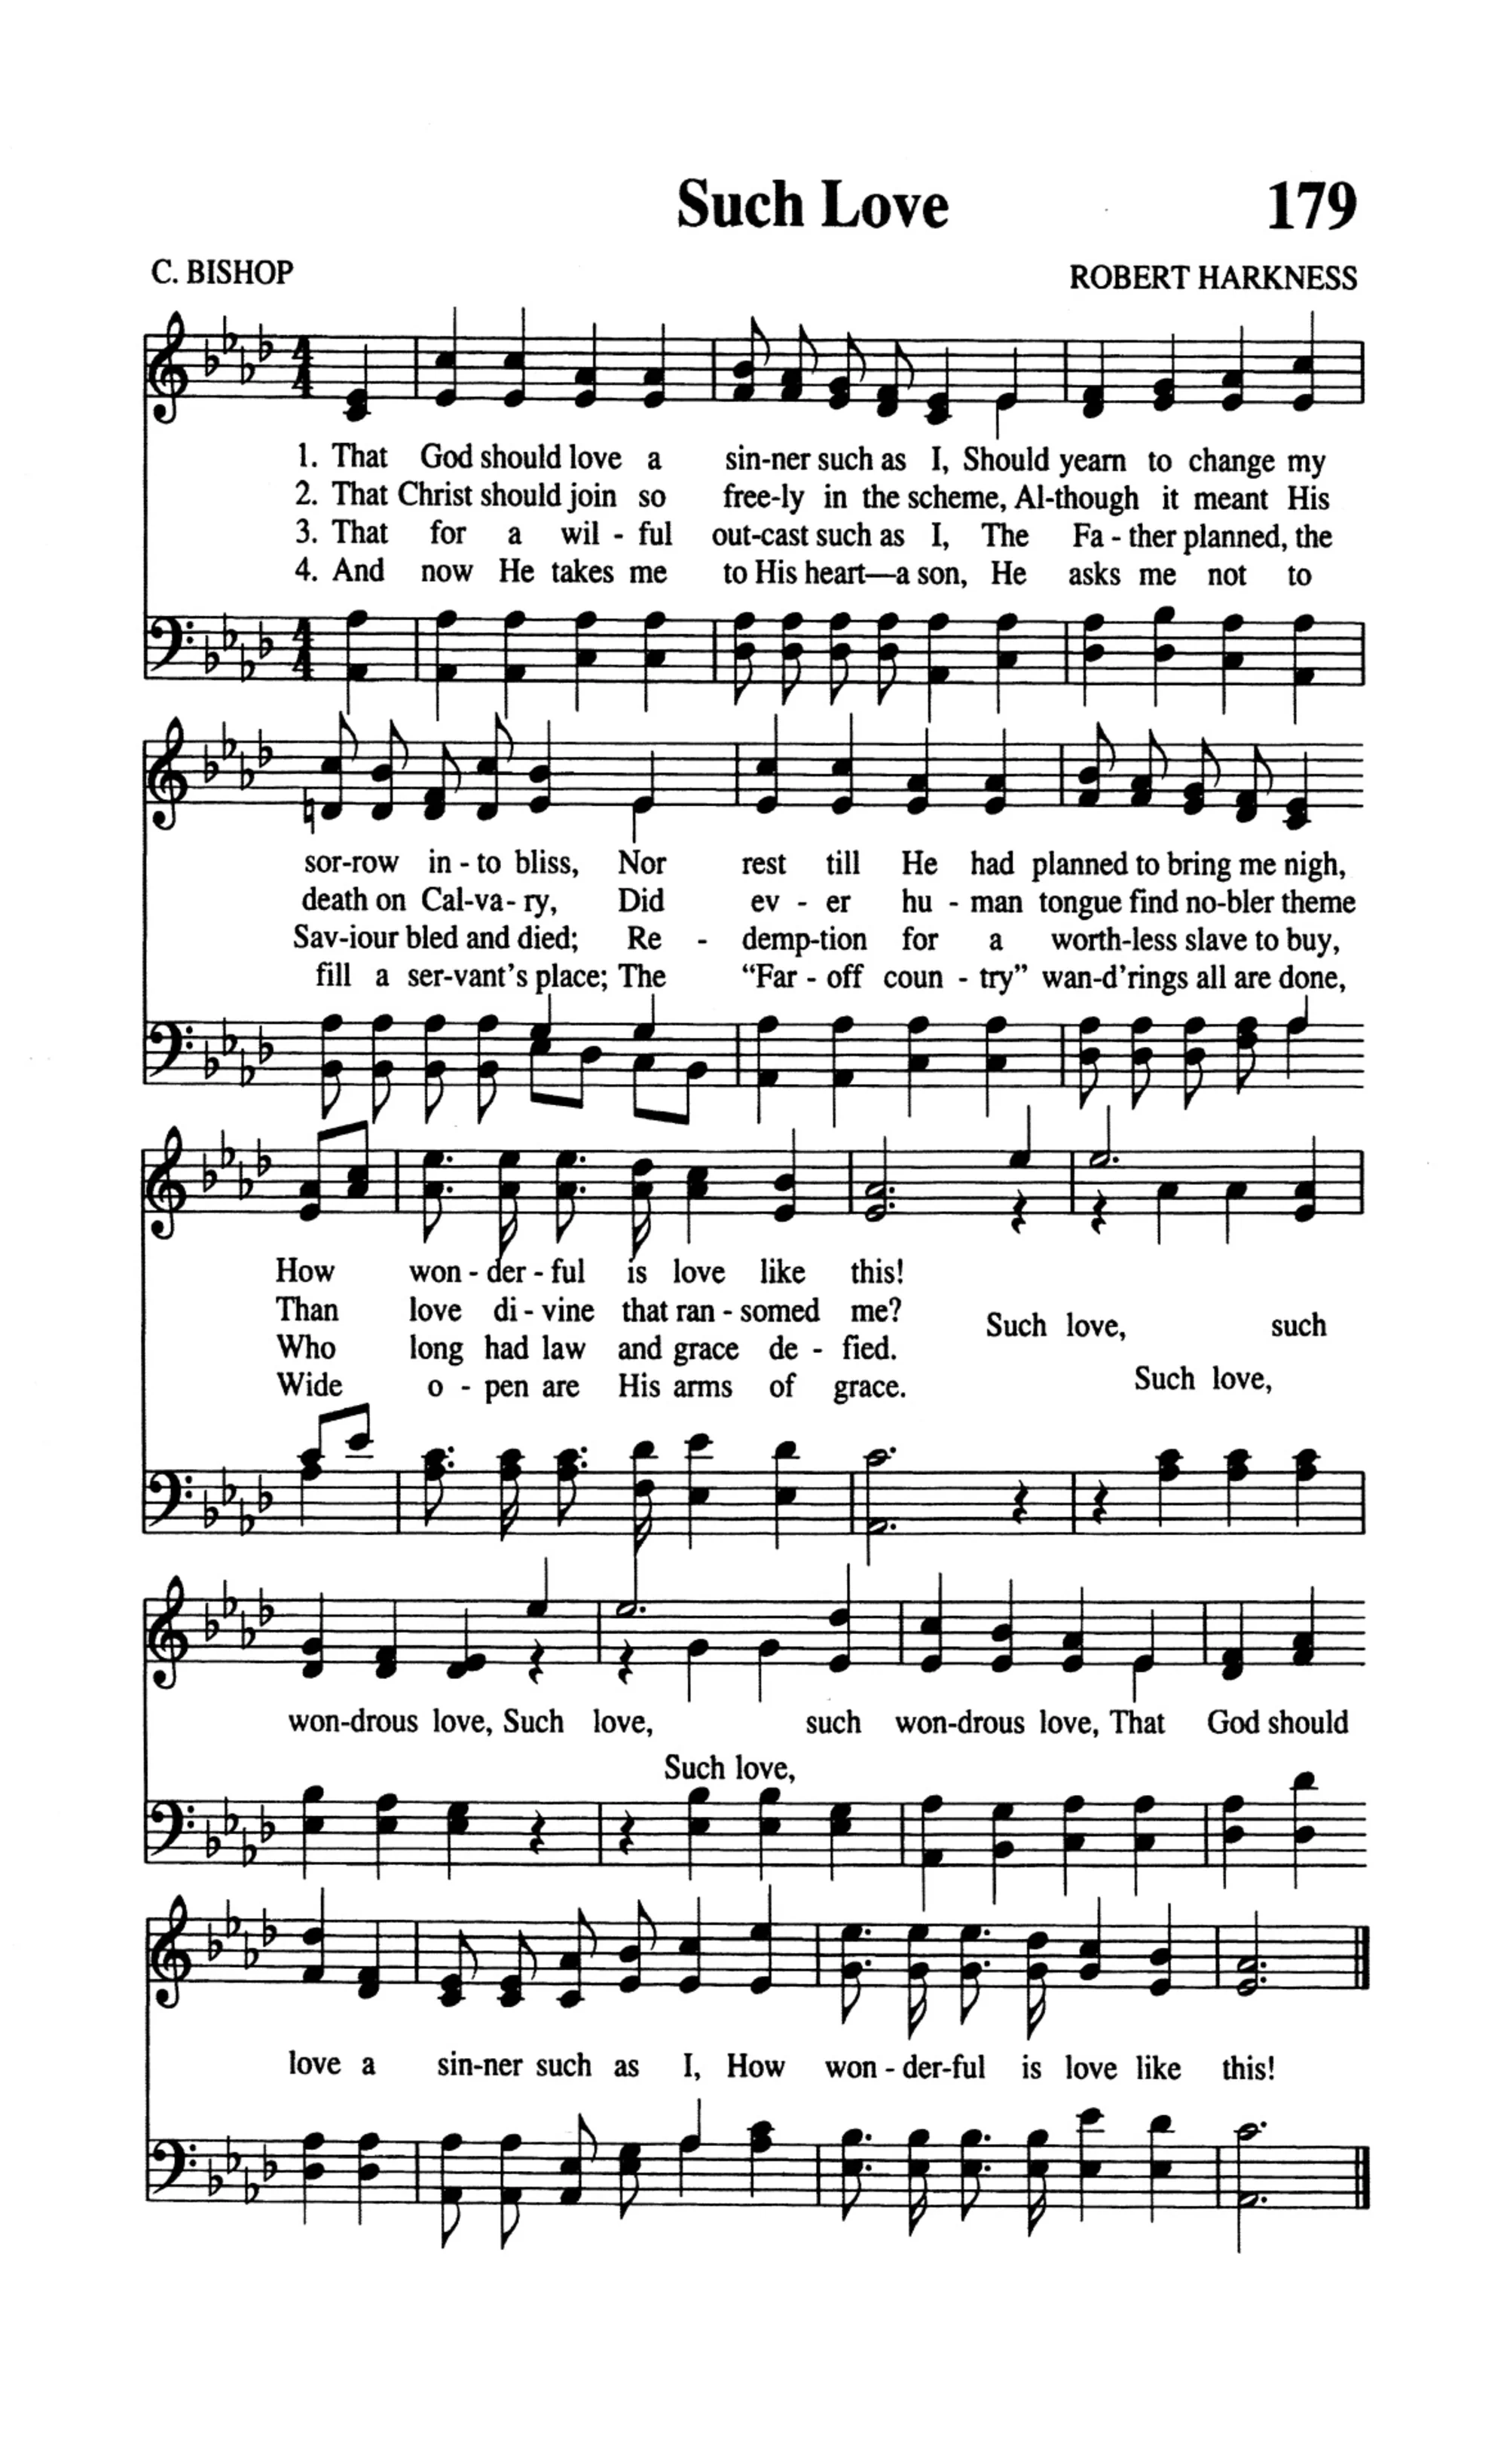 Such Love 179
C. BISHOP ROBERT HARKNESS
4 4
1. That God should love a sin-ner such as I, Should yearn to change my
2. That Christ should join so free-ly in the scheme, Al-though it meant His
3. That for a wil - ful out-cast such as I, The Fa - ther planned, the
4. And now He takes me to His heart—a son, He asks me not to
4 4
sor-row in - to bliss, Nor rest till He had planned to bring me nigh,
death on Cal-va - ry, Did ev - er hu - man tongue find no-bler theme
Sav-iour bled and died; Re - demp-tion for a worth-less slave to buy,
fill a ser-vant's place; The “Far - off coun - try” wan-d'rings all are done,
How won - der - ful is love like this!
Than love di - vine that ran - somed me? Such love, such
Who long had law and grace de - fied.
Wide o - pen are His arms of grace. Such love,
won-drous love, Such love, such won-drous love, That God should
Such love,
love a sin-ner such as I, How won - der-ful is love like this!